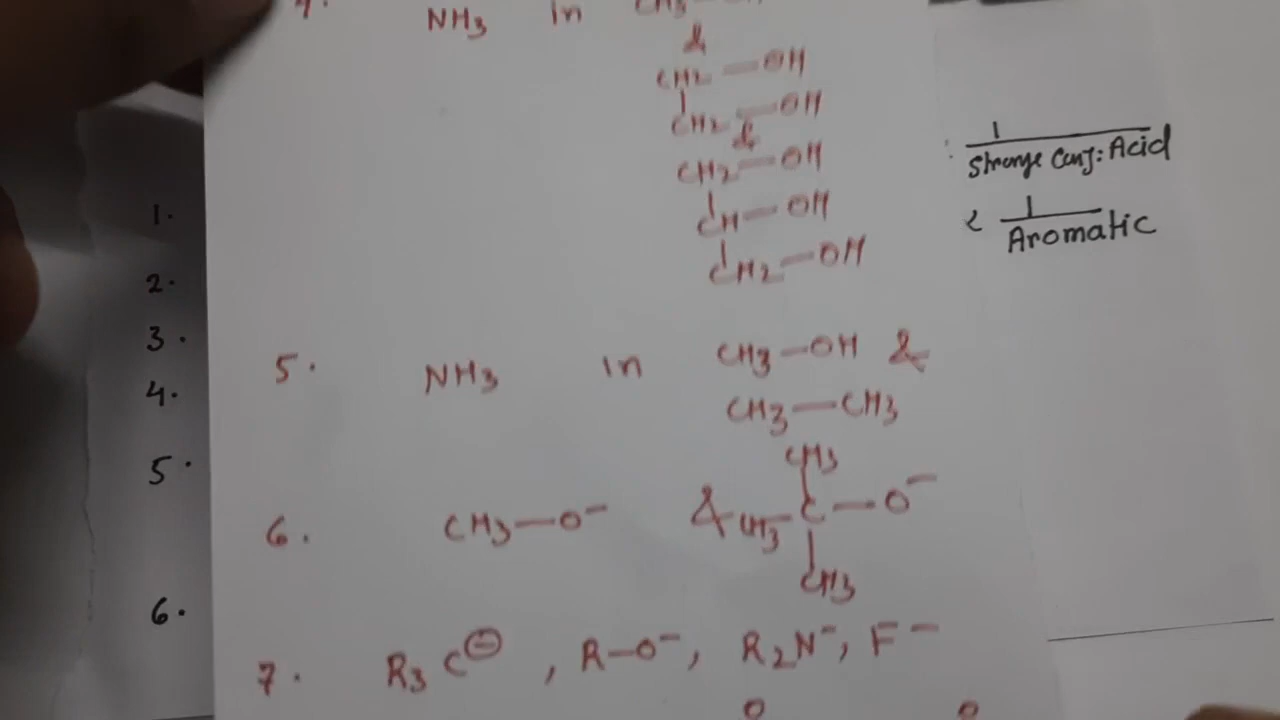 NH3 in CH3
&
CH2—OH
CH2—OH
&
CH2—OH
CH—OH
CH2—OH
5. NH3 in CH3—OH &
CH3—CH3
CH3
6. CH3—O⁻ & CH3—C—O⁻
CH3
7. R3C⊖, R—O⁻, R2N⁻, F⁻
O O
1.
2.
3.
4.
5.
6.
1
Stronge Conj: Acid
< 1
Aromatic